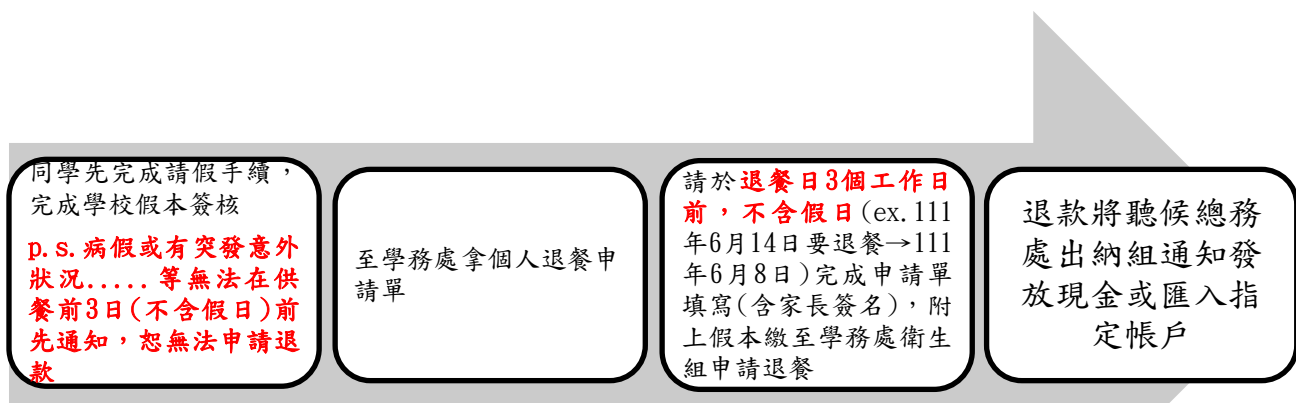 同學先完成請假手續，
完成學校假本簽核
p.s.病假或有突發意外
狀況.....等無法在供
餐前3日(不含假日)前
先通知，恕無法申請退
款
至學務處拿個人退餐申
請單
請於退餐日3個工作日
前，不含假日(ex.111
年6月14日要退餐→111
年6月8日)完成申請單
填寫(含家長簽名)，附
上假本繳至學務處衛生
組申請退餐
退款將聽候總務
處出納組通知發
放現金或匯入指
定帳戶